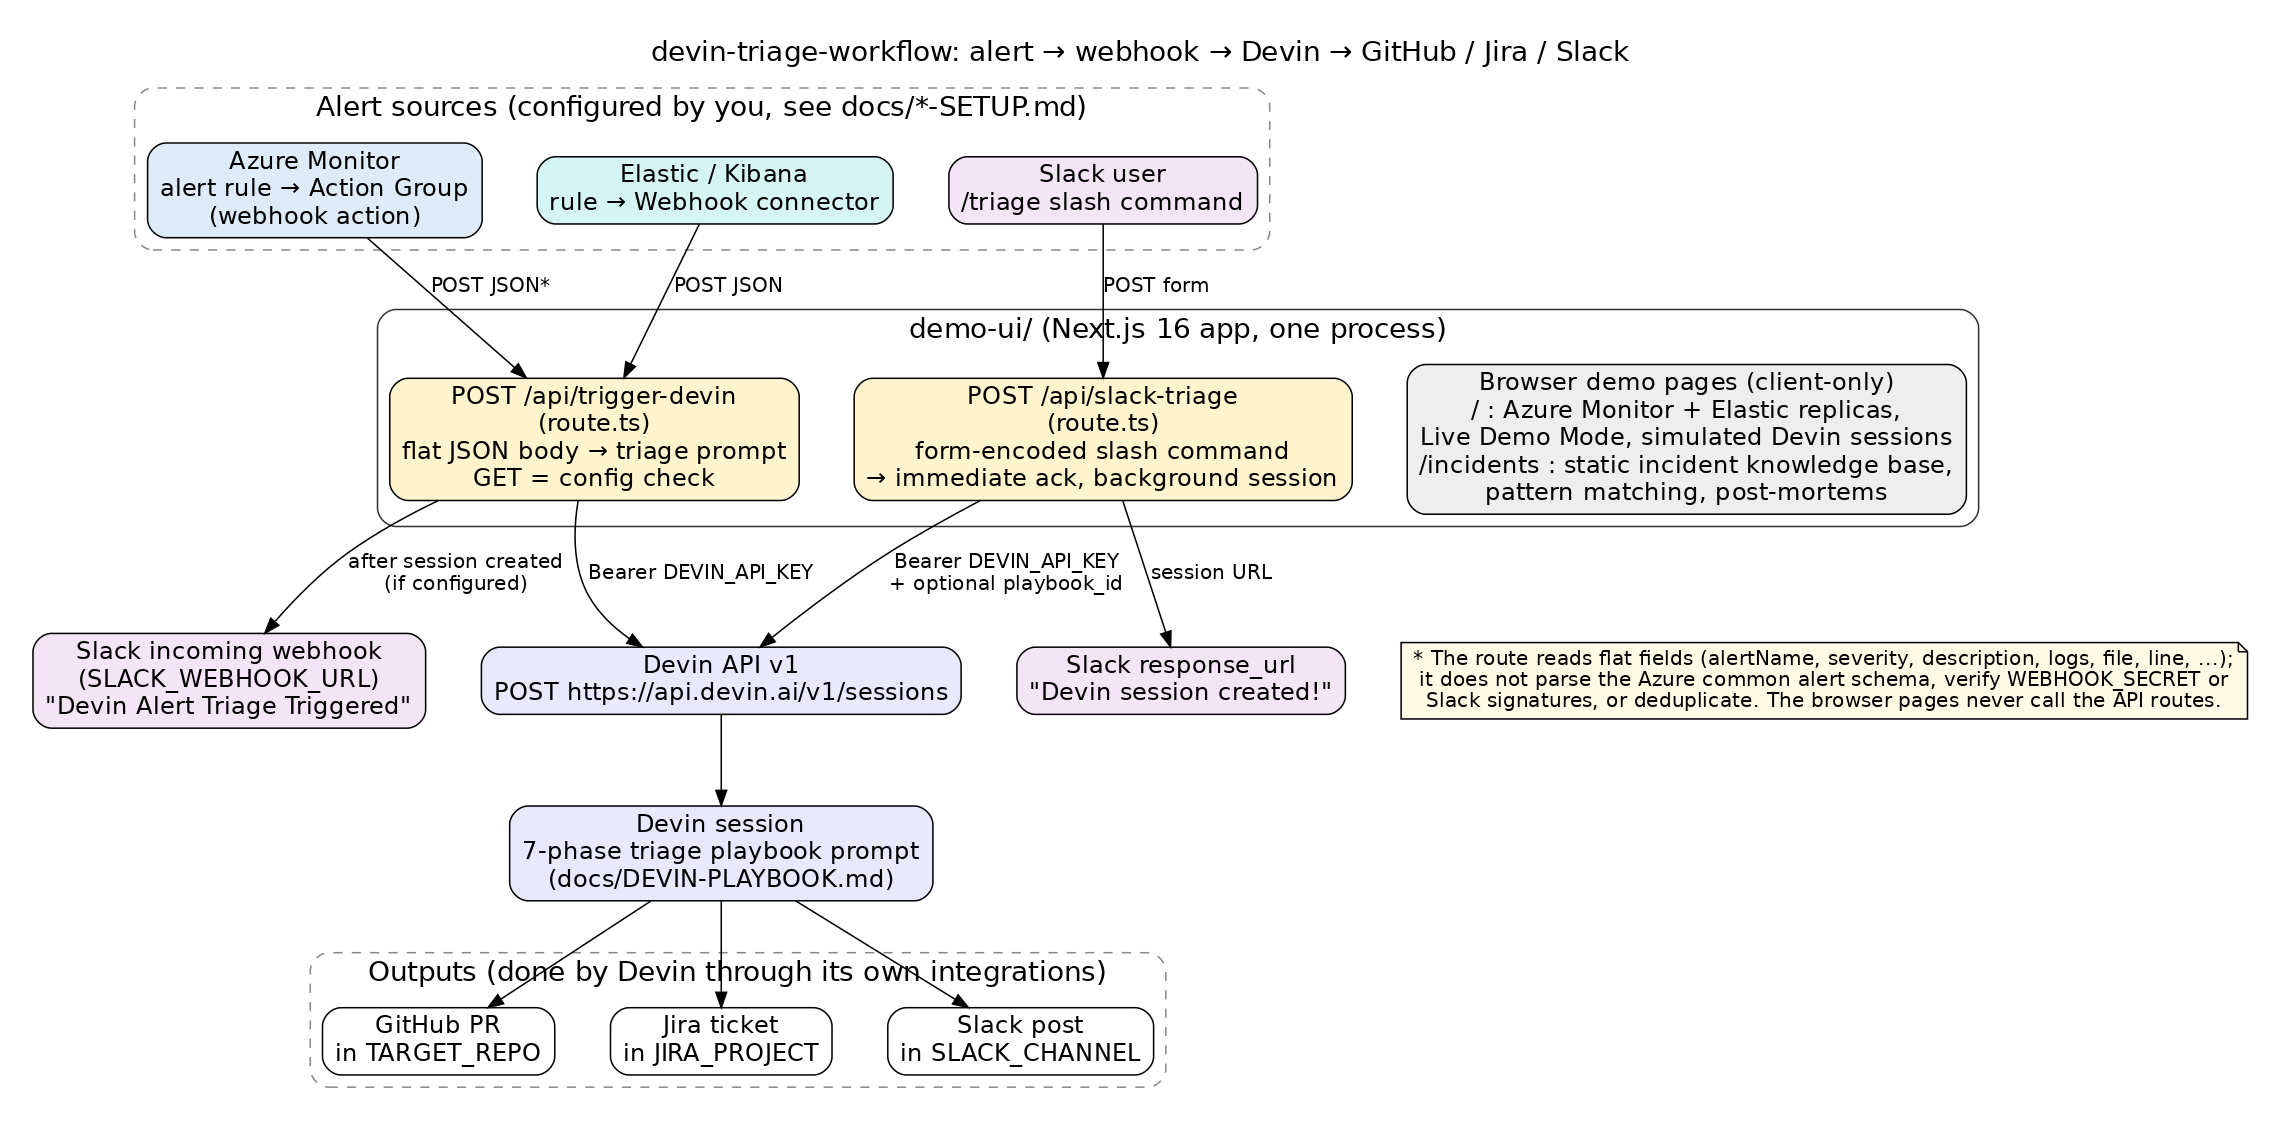 devin-triage-workflow: alert → webhook → Devin → GitHub / Jira / Slack
Alert sources (configured by you, see docs/*-SETUP.md)
Azure Monitor
alert rule → Action Group
(webhook action)
Elastic / Kibana
rule → Webhook connector
Slack user
/triage slash command
POST JSON*
POST JSON
POST form
demo-ui/ (Next.js 16 app, one process)
POST /api/trigger-devin
(route.ts)
flat JSON body → triage prompt
GET = config check
POST /api/slack-triage
(route.ts)
form-encoded slash command
→ immediate ack, background session
Browser demo pages (client-only)
/ : Azure Monitor + Elastic replicas,
Live Demo Mode, simulated Devin sessions
/incidents : static incident knowledge base,
pattern matching, post-mortems
after session created
(if configured)
Bearer DEVIN_API_KEY
Bearer DEVIN_API_KEY
+ optional playbook_id
session URL
Slack incoming webhook
(SLACK_WEBHOOK_URL)
"Devin Alert Triage Triggered"
Devin API v1
POST https://api.devin.ai/v1/sessions
Slack response_url
"Devin session created!"
* The route reads flat fields (alertName, severity, description, logs, file, line, ...);
it does not parse the Azure common alert schema, verify WEBHOOK_SECRET or
Slack signatures, or deduplicate. The browser pages never call the API routes.
Devin session
7-phase triage playbook prompt
(docs/DEVIN-PLAYBOOK.md)
Outputs (done by Devin through its own integrations)
GitHub PR
in TARGET_REPO
Jira ticket
in JIRA_PROJECT
Slack post
in SLACK_CHANNEL